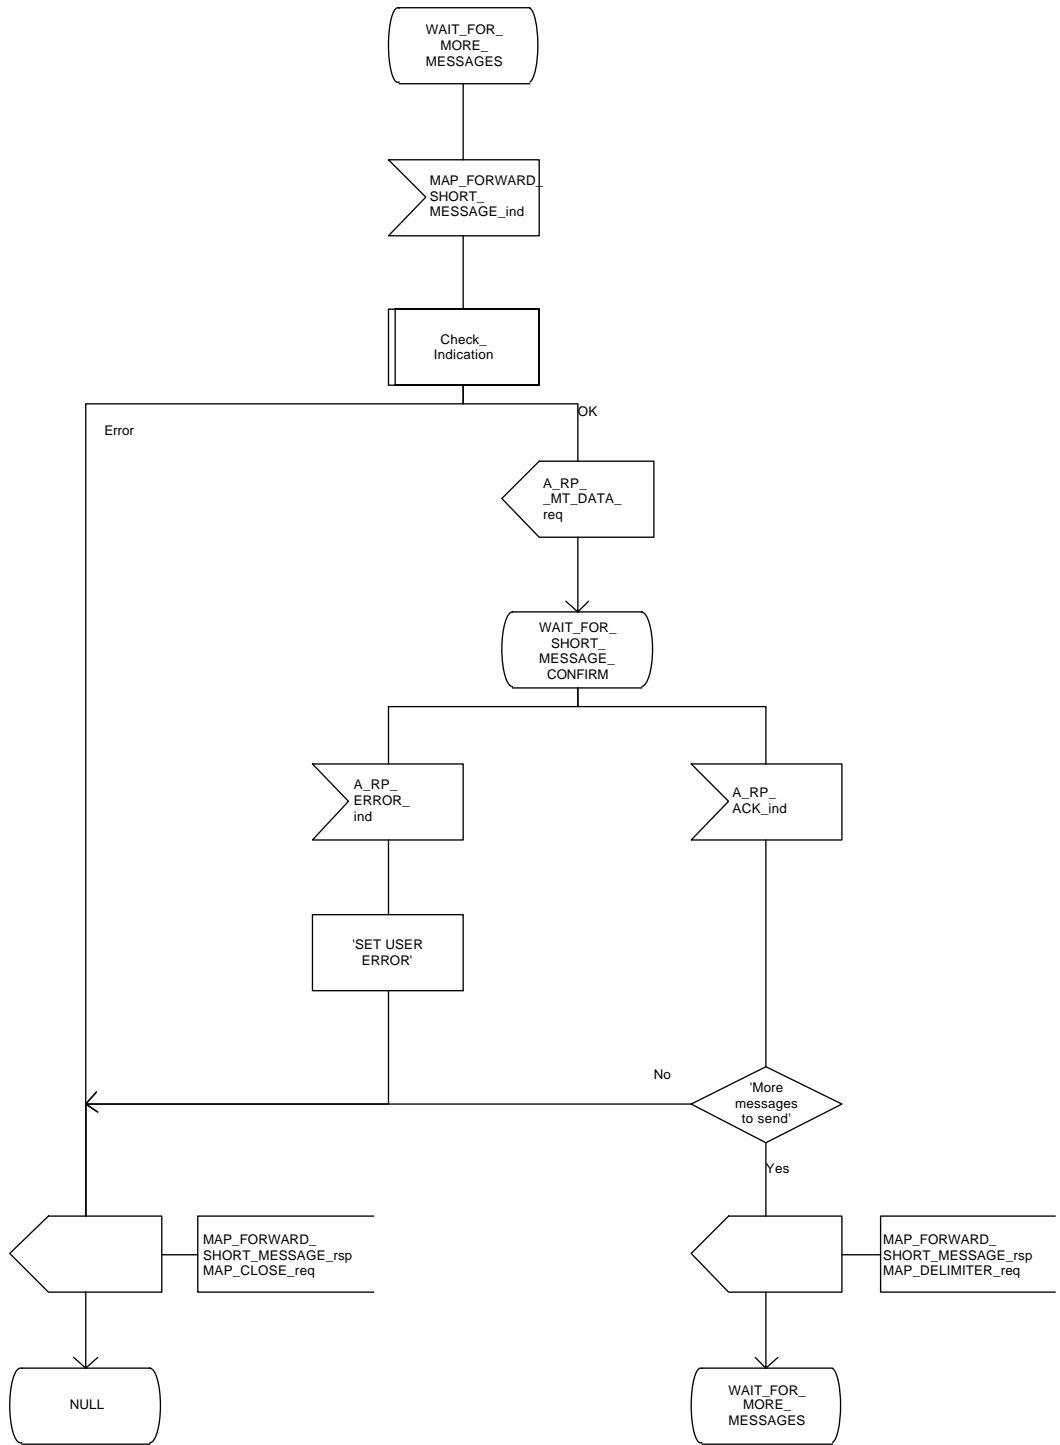 WAIT_FOR_
MORE_
MESSAGES
MAP_FORWARD_
SHORT_
MESSAGE_ind
Check_
Indication
OK
Error
A_RP_
_MT_DATA_
req
WAIT_FOR_
SHORT_
MESSAGE_
CONFIRM
A_RP_
ERROR_
ind
A_RP_
ACK_ind
'SET USER
ERROR'
No
'More
messages
to send'
Yes
MAP_FORWARD_
SHORT_MESSAGE_rsp
MAP_CLOSE_req
MAP_FORWARD_
SHORT_MESSAGE_rsp
MAP_DELIMITER_req
NULL
WAIT_FOR_
MORE_
MESSAGES